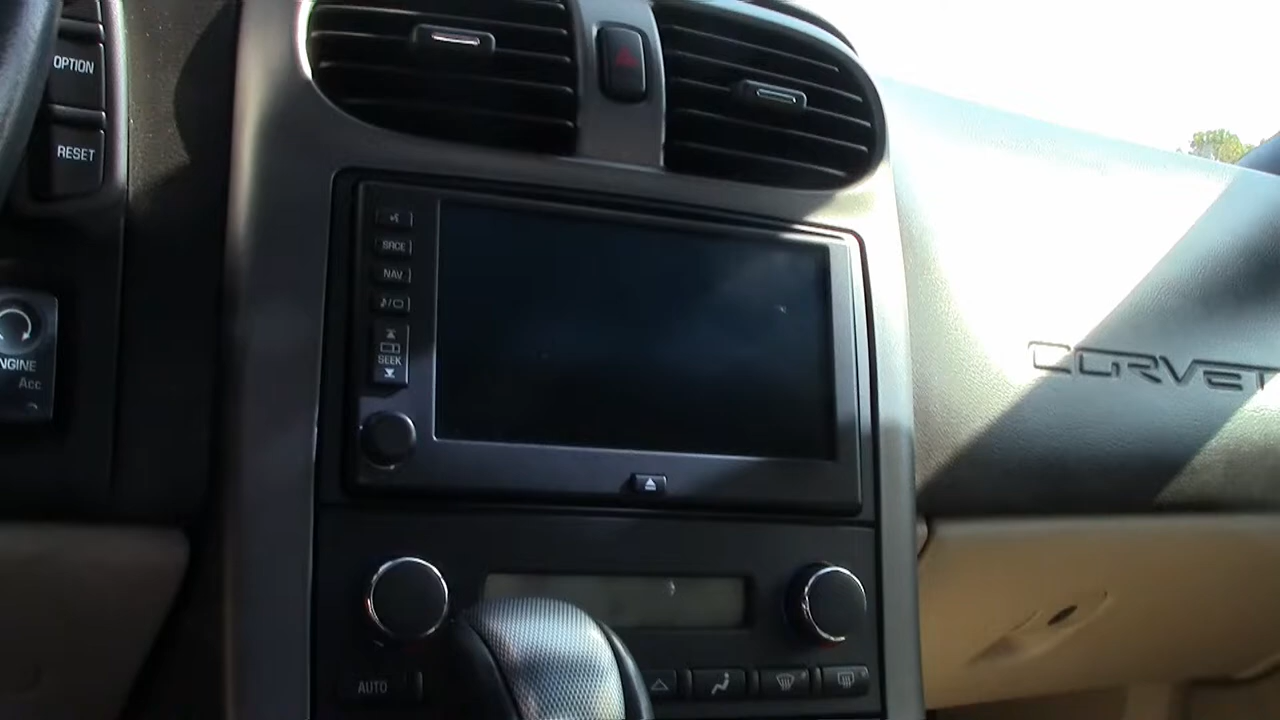 OPTION
RESET
SRCE
NAV
SEEK
NGINE
Acc
CORVET
AUTO